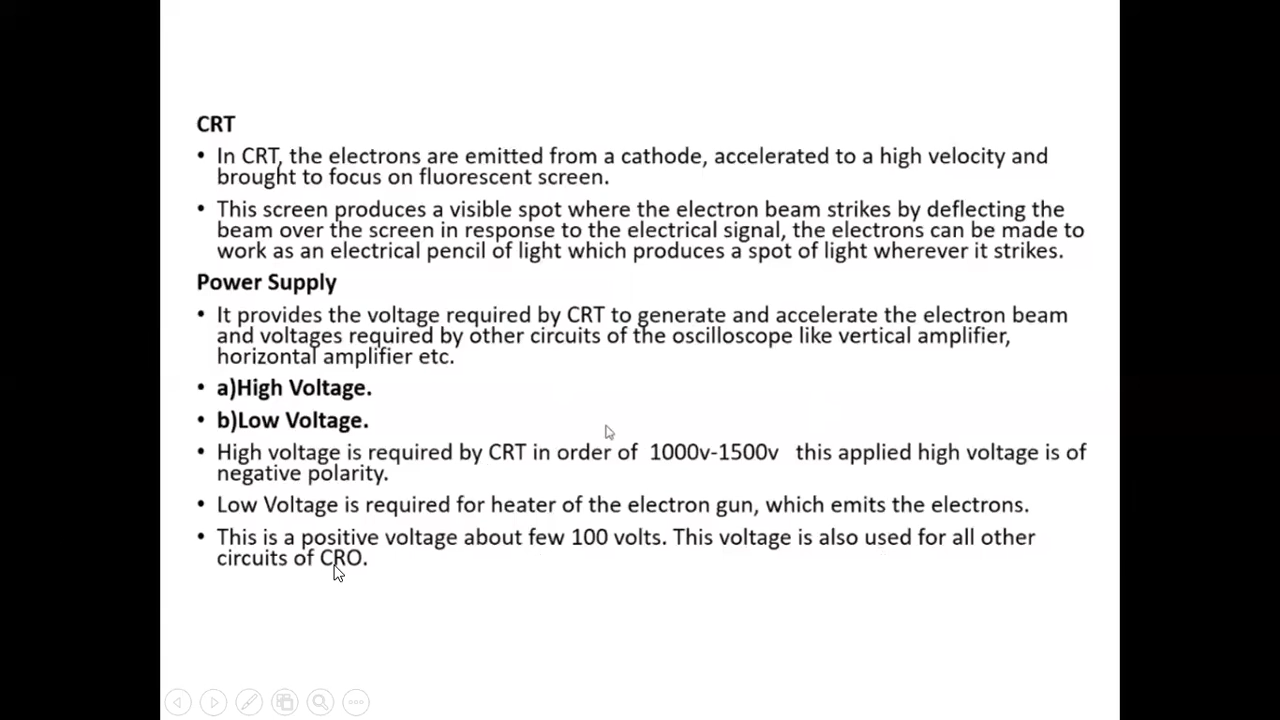 CRT
• In CRT, the electrons are emitted from a cathode, accelerated to a high velocity and
brought to focus on fluorescent screen.
• This screen produces a visible spot where the electron beam strikes by deflecting the
beam over the screen in response to the electrical signal, the electrons can be made to
work as an electrical pencil of light which produces a spot of light wherever it strikes.
Power Supply
• It provides the voltage required by CRT to generate and accelerate the electron beam
and voltages required by other circuits of the oscilloscope like vertical amplifier,
horizontal amplifier etc.
• a)High Voltage.
• b)Low Voltage.
• High voltage is required by CRT in order of 1000v-1500v this applied high voltage is of
negative polarity.
• Low Voltage is required for heater of the electron gun, which emits the electrons.
• This is a positive voltage about few 100 volts. This voltage is also used for all other
circuits of CRO.